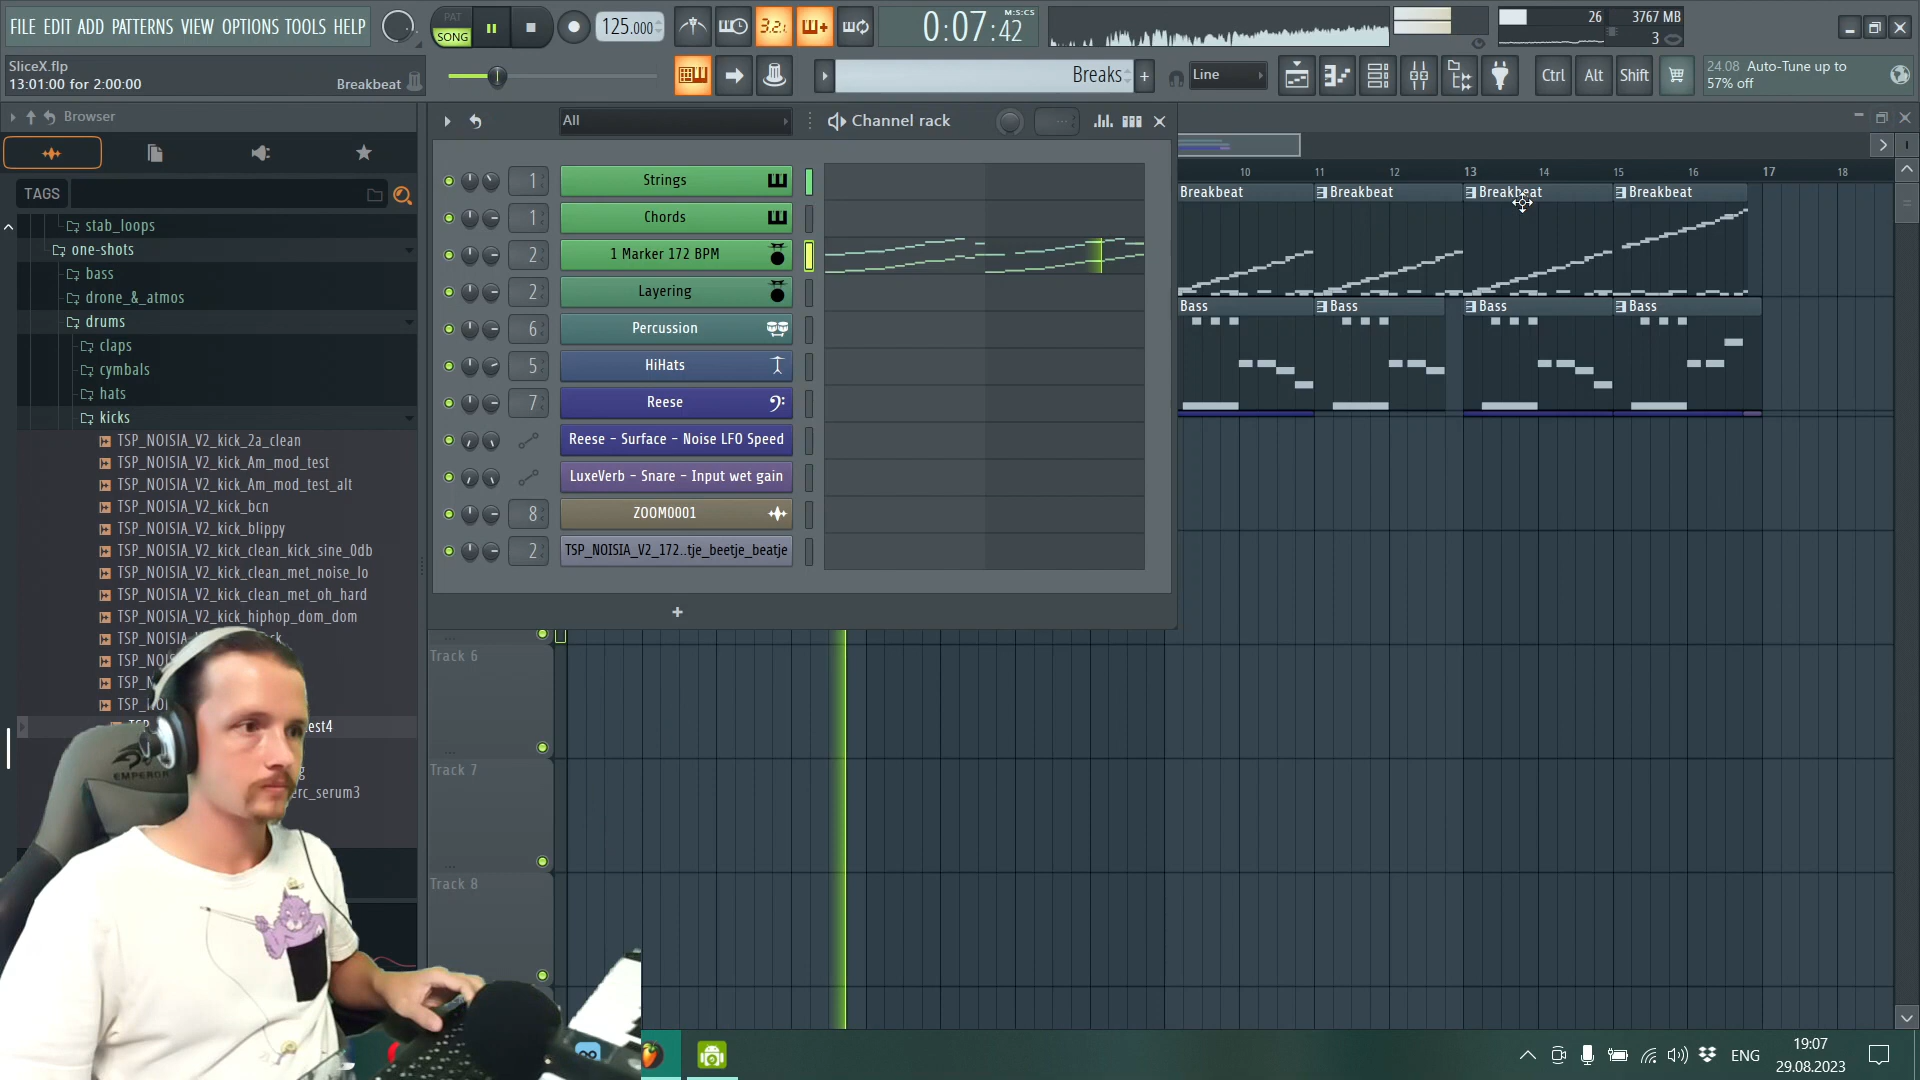 FILE EDIT ADD PATTERNS VIEW OPTIONS TOOLS HELP
PAT
SONG
125.000
3.2.
0:07:42
M:S:CS
26
3767 MB
3
SliceX.flp
13:01:00 for 2:00:00
Breakbeat
Breaks
Line
Ctrl
Alt
Shift
24.08 Auto-Tune up to
57% off
Browser
TAGS
stab_loops
one-shots
bass
drone_&_atmos
drums
claps
cymbals
hats
kicks
TSP_NOISIA_V2_kick_2a_clean
TSP_NOISIA_V2_kick_Am_mod_test
TSP_NOISIA_V2_kick_Am_mod_test_alt
TSP_NOISIA_V2_kick_bcn
TSP_NOISIA_V2_kick_blippy
TSP_NOISIA_V2_kick_clean_kick_sine_0db
TSP_NOISIA_V2_kick_clean_met_noise_lo
TSP_NOISIA_V2_kick_clean_met_oh_hard
TSP_NOISIA_V2_kick_hiphop_dom_dom
All
Channel rack
1 Strings
1 Chords
2 1 Marker 172 BPM
2 Layering
6 Percussion
5 HiHats
7 Reese
Reese - Surface - Noise LFO Speed
LuxeVerb - Snare - Input wet gain
8 ZOOM0001
2 TSP_NOISIA_V2_172..tje_beetje_beatje
+
10 11 12 13 14 15 16 17 18
Breakbeat Breakbeat Breakbeat Breakbeat
Bass Bass Bass Bass
Track 6
Track 7
Track 8
EMPEROR
ENG
19:07
29.08.2023